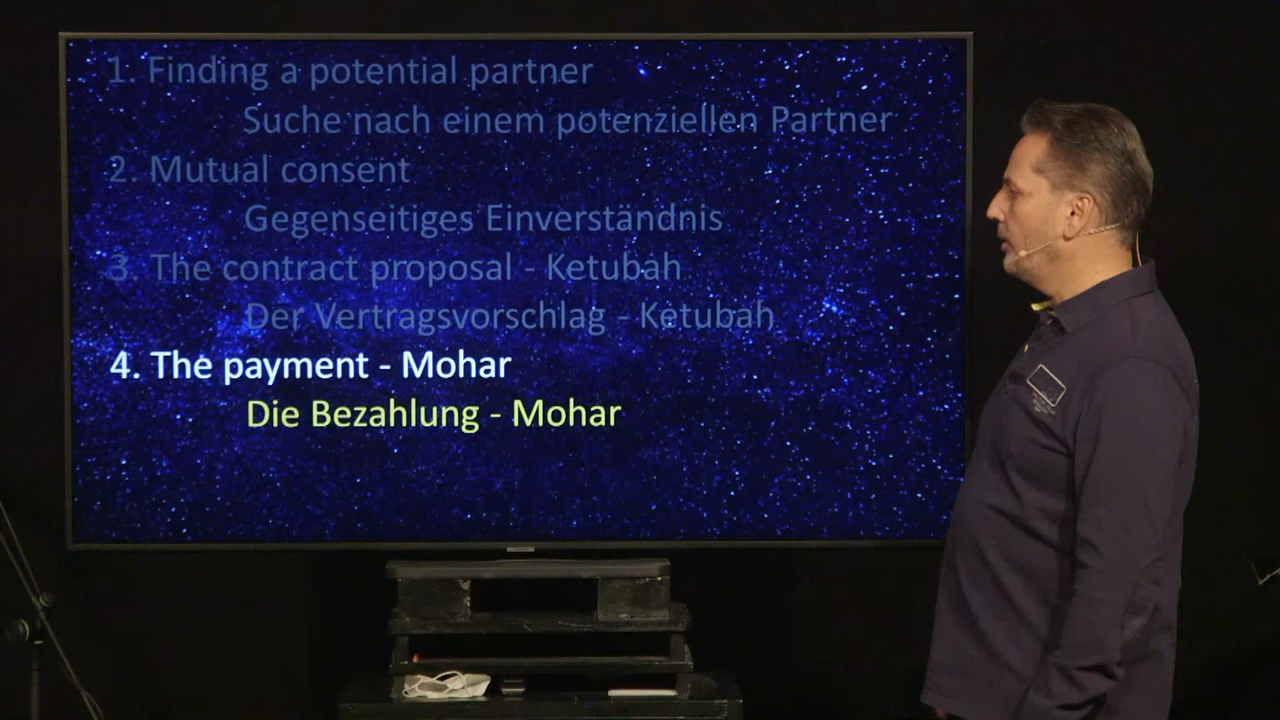 1. Finding a potential partner
Suche nach einem potenziellen Partner
2. Mutual consent
Gegenseitiges Einverständnis
3. The contract proposal - Ketubah
Der Vertragsvorschlag - Ketubah
4. The payment - Mohar
Die Bezahlung - Mohar